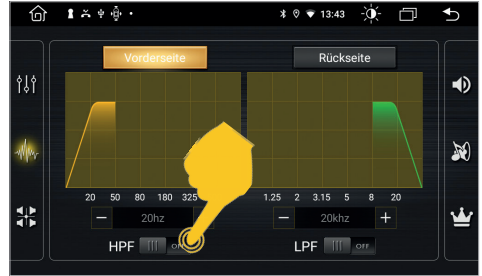 13:43
Vorderseite Rückseite
20 50 80 180 325 1.25 2 3.15 5 8 20
20hz 20khz
HPF OFF LPF OFF